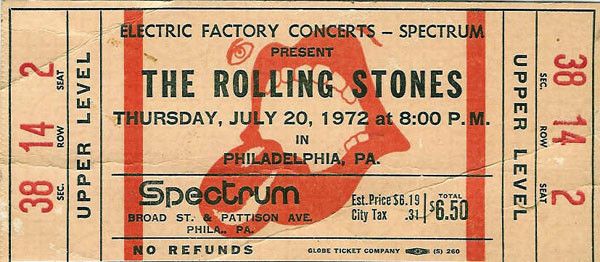 2
SEAT
14
ROW
38
SEC.
UPPER LEVEL
ELECTRIC FACTORY CONCERTS – SPECTRUM
PRESENT
THE ROLLING STONES
THURSDAY, JULY 20, 1972 at 8:00 P.M.
IN
PHILADELPHIA, PA.
Spectrum
BROAD ST. & PATTISON AVE.
PHILA., PA.
Est. Price $6.19
City Tax .31
TOTAL
$6.50
NO REFUNDS
GLOBE TICKET COMPANY (S) 260
UPPER LEVEL
38
SEC.
14
ROW
2
SEAT